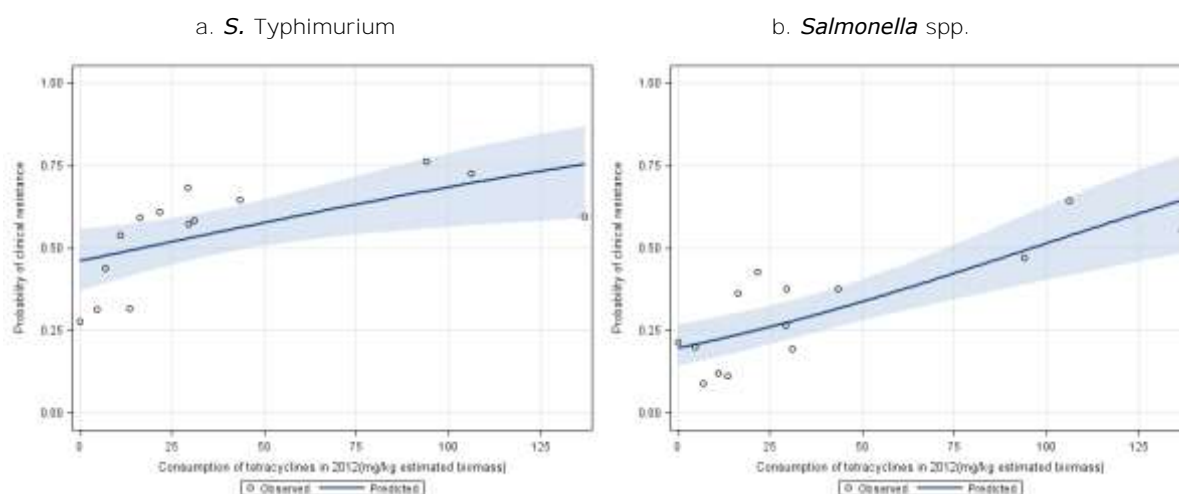 a. S. Typhimurium
b. Salmonella spp.
1.00
0.75
0.50
0.25
0.00
Probability of clinical resistance
0 25 50 75 100 125
Consumption of tetracyclines in 2012(mg/kg estimated biomass)
Observed Predicted
1.00
0.75
0.50
0.25
0.00
Probability of clinical resistance
0 25 50 75 100 125
Consumption of tetracyclines in 2012(mg/kg estimated biomass)
Observed Predicted